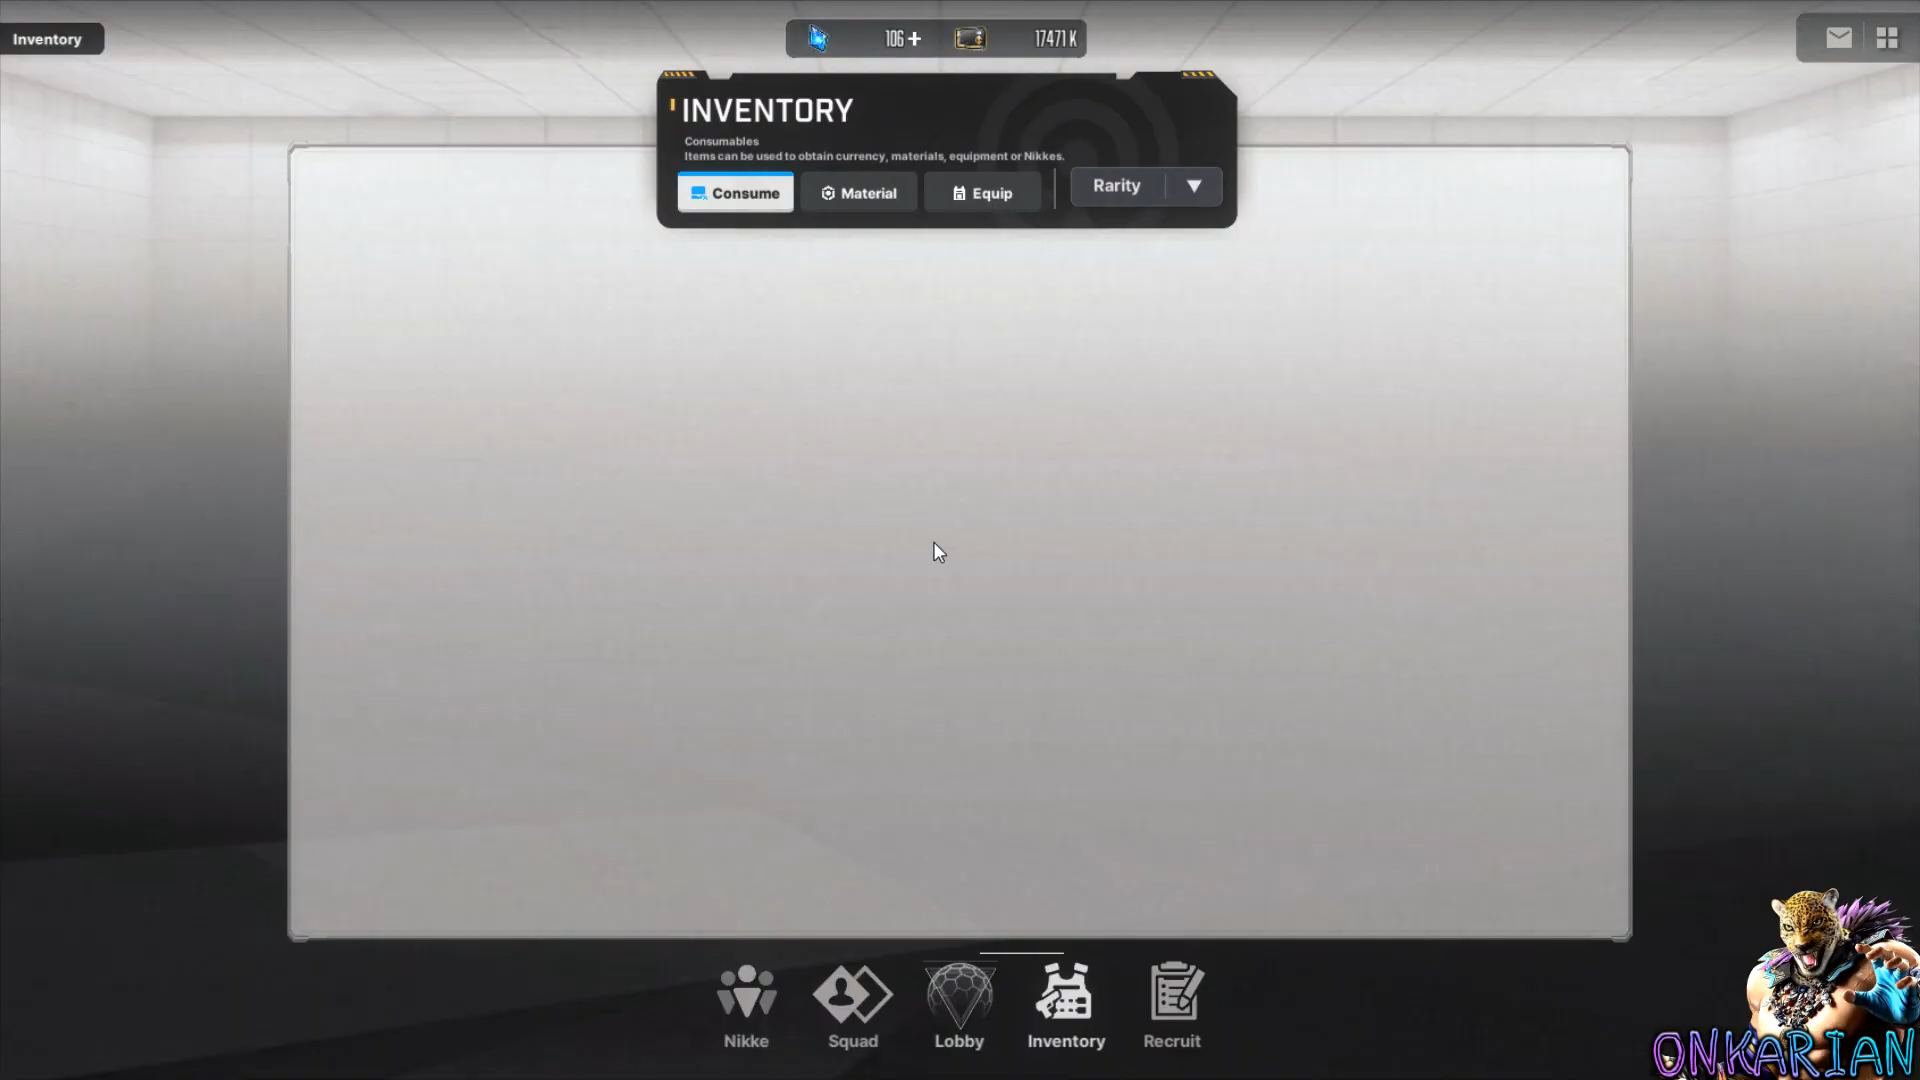 Inventory
106+
17471 K
INVENTORY
Consumables
Items can be used to obtain currency, materials, equipment or Nikkes.
Consume
Material
Equip
Rarity
Nikke
Squad
Lobby
Inventory
Recruit
ONKARIAN